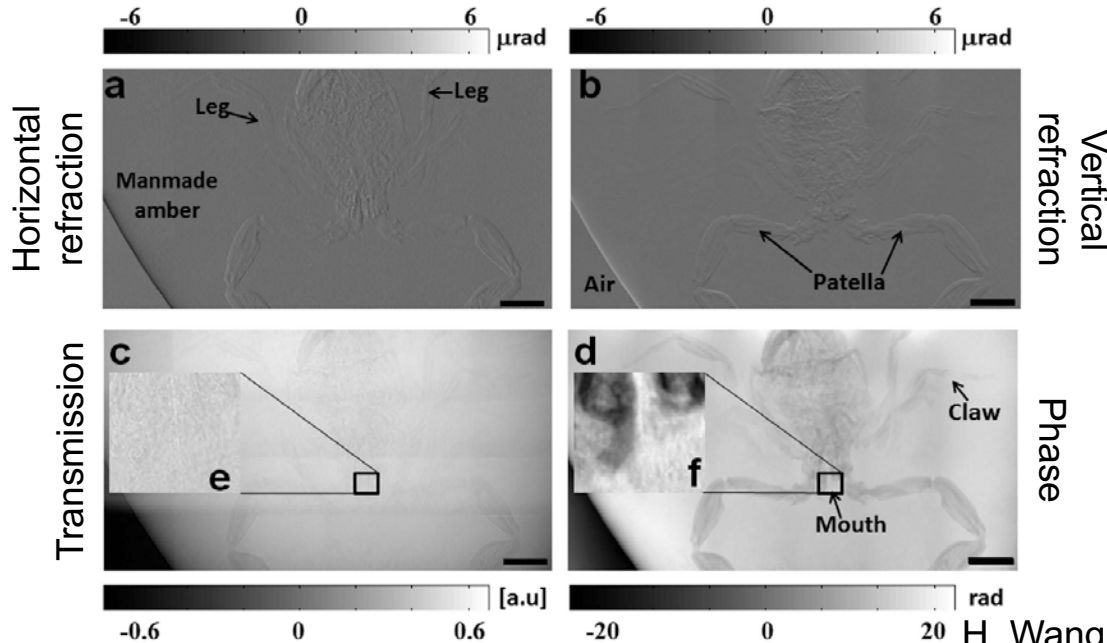 -6 0 6
μrad
-6 0 6
μrad
Horizontal
refraction
a
Leg
Leg
Manmade
amber
b
Air
Patella
Vertical
refraction
Transmission
c
e
d
f
Claw
Mouth
Phase
[a.u]
-0.6 0 0.6
rad
-20 0 20
H. Wang